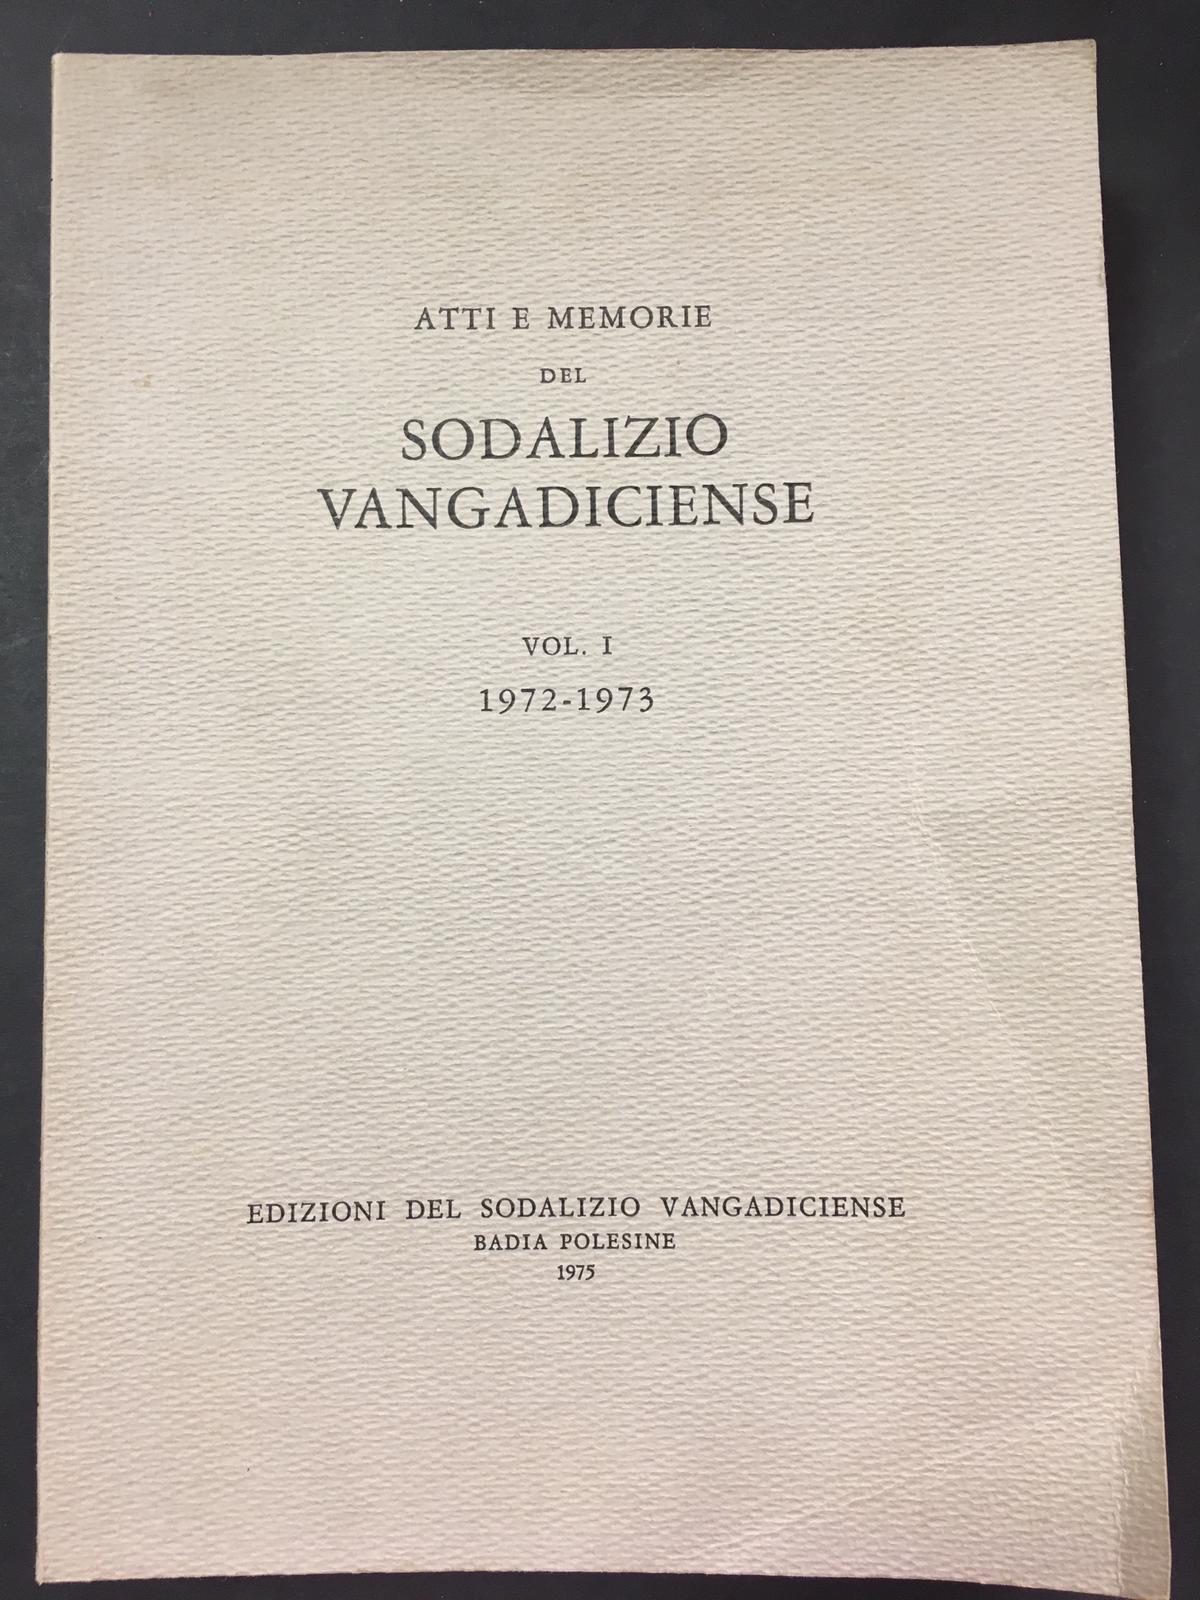 ATTI E MEMORIE
DEL
SODALIZIO
VANGADICIENSE
VOL. I
1972-1973
EDIZIONI DEL SODALIZIO VANGADICIENSE
BADIA POLESINE
1975